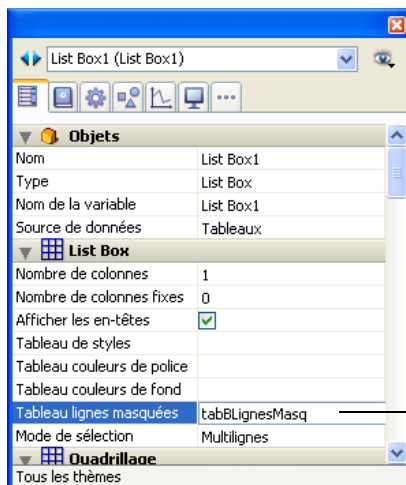 List Box1 (List Box1)
Objets
Nom List Box1
Type List Box
Nom de la variable List Box1
Source de données Tableaux
List Box
Nombre de colonnes 1
Nombre de colonnes fixes 0
Afficher les en-têtes
Tableau de styles
Tableau couleurs de police
Tableau couleurs de fond
Tableau lignes masquées tabBLignesMasq
Mode de sélection Multilignes
Quadrillage
Tous les thèmes